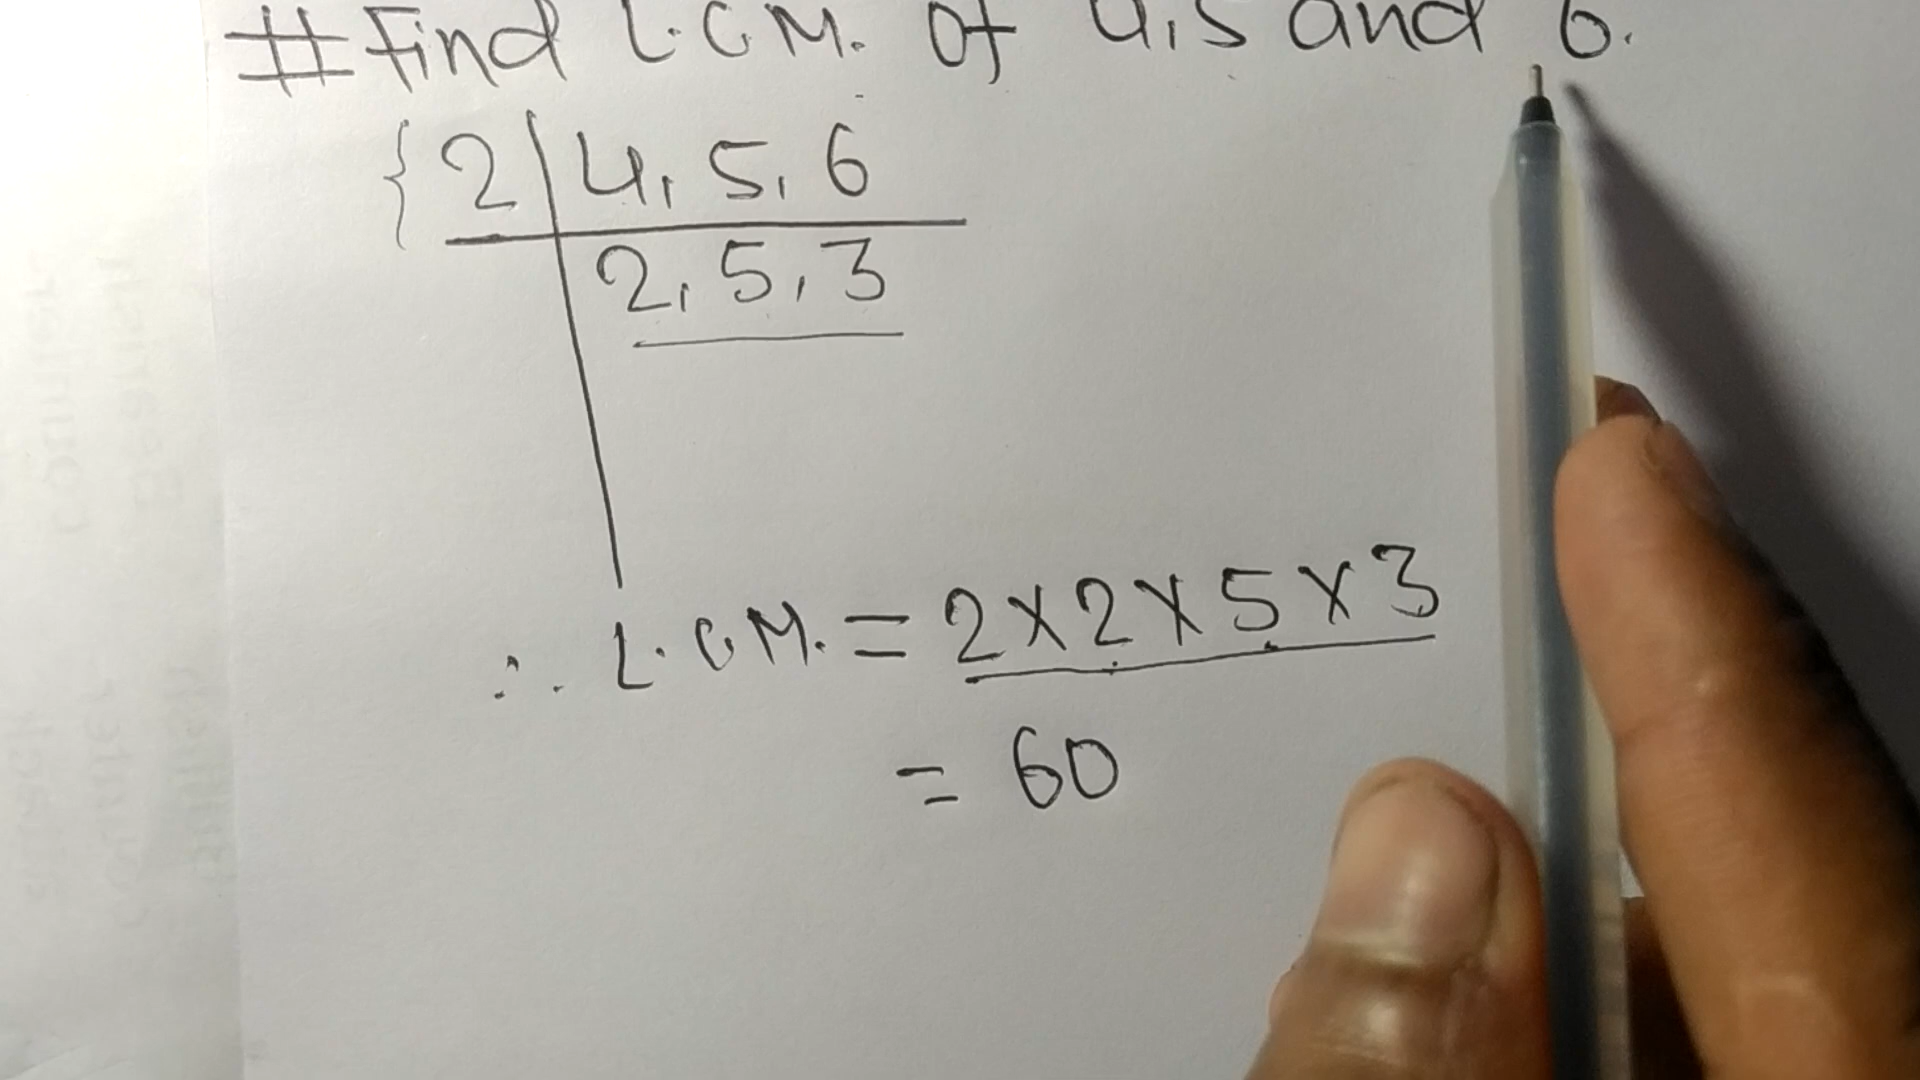 # Find L.C.M. of 4,5 and 6.
{ 2 | 4, 5, 6
2, 5, 3
∴ L.C.M. = 2×2×5×3
= 60